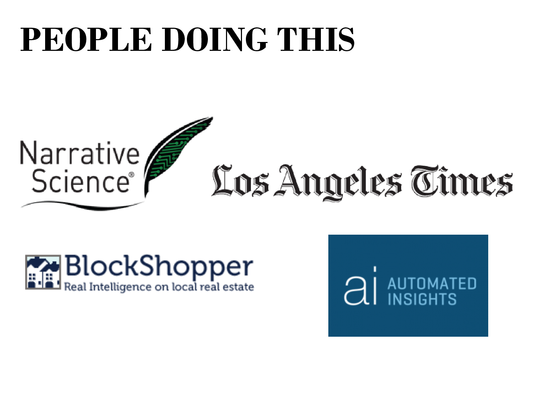 PEOPLE DOING THIS
Narrative
Science®
Los Angeles Times
BlockShopper
Real Intelligence on local real estate
ai AUTOMATED
INSIGHTS